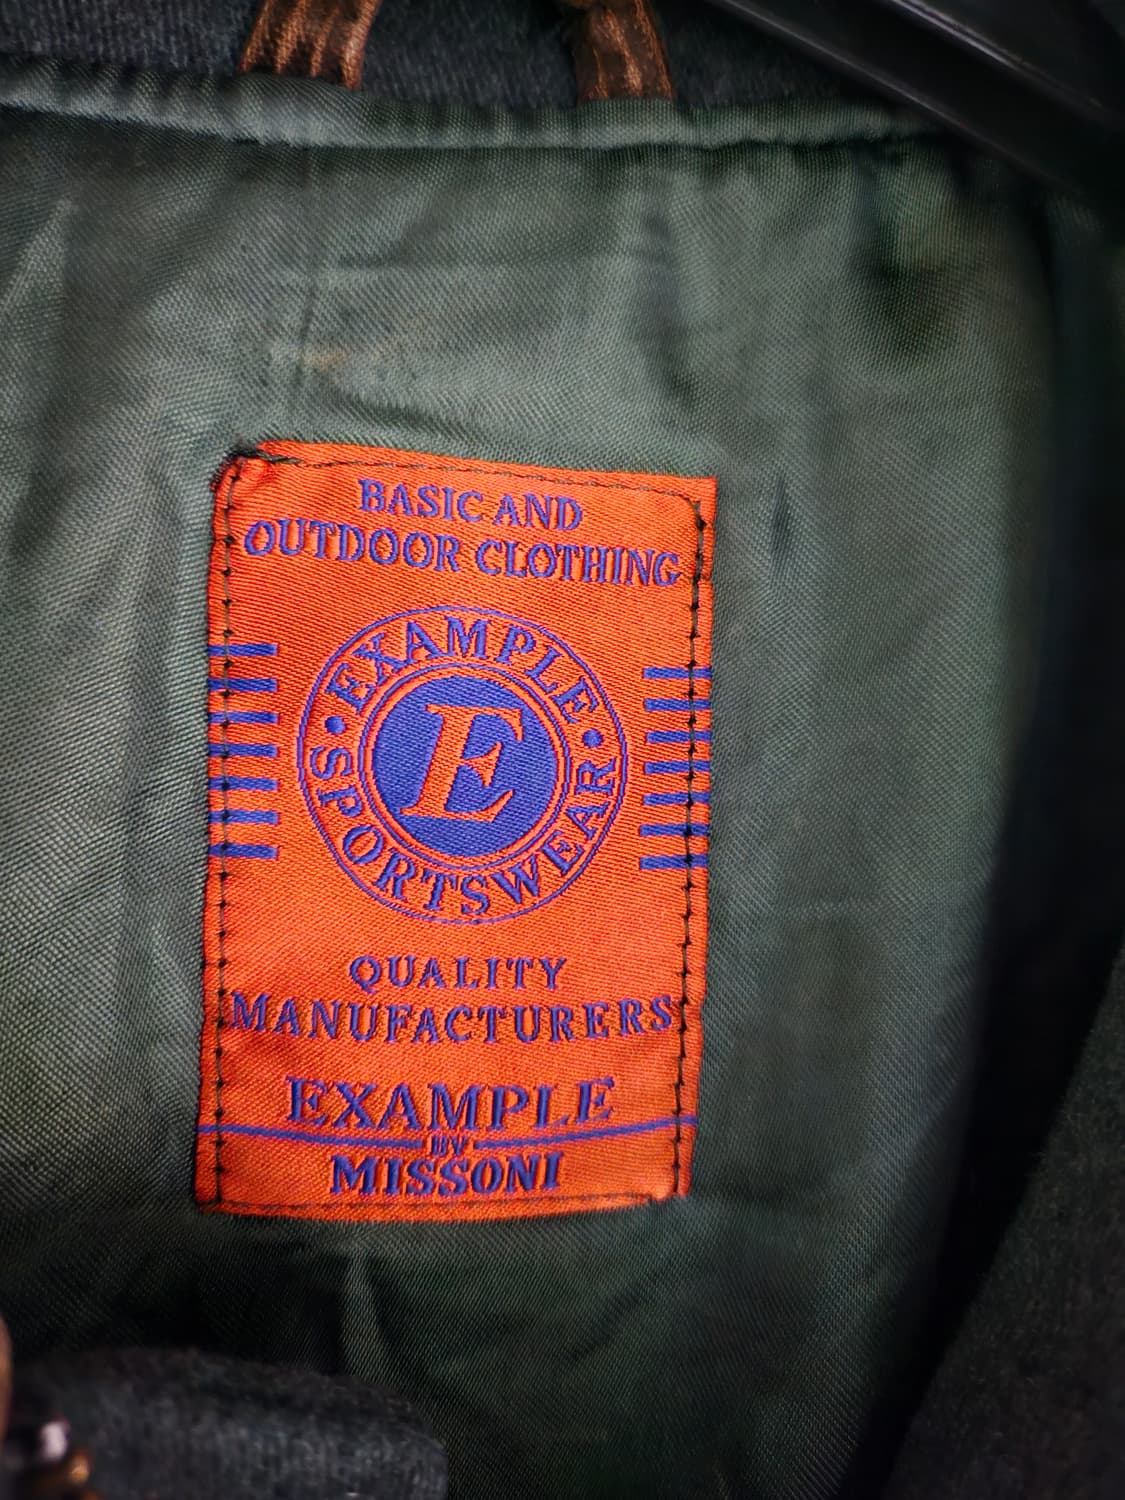 BASIC AND
OUTDOOR CLOTHING
• EXAMPLE •
E
SPORTSWEAR
QUALITY
MANUFACTURERS
EXAMPLE
BY
MISSONI